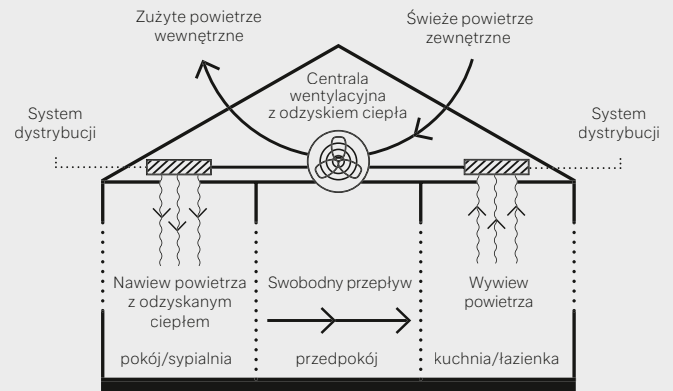 Zużyte powietrze
wewnętrzne
Świeże powietrze
zewnętrzne
Centrala
wentylacyjna
z odzyskiem ciepła
System
dystrybucji
System
dystrybucji
Nawiew powietrza
z odzyskanym
ciepłem
Swobodny przepływ
Wywiew
powietrza
pokój/sypialnia
przedpokój
kuchnia/łazienka